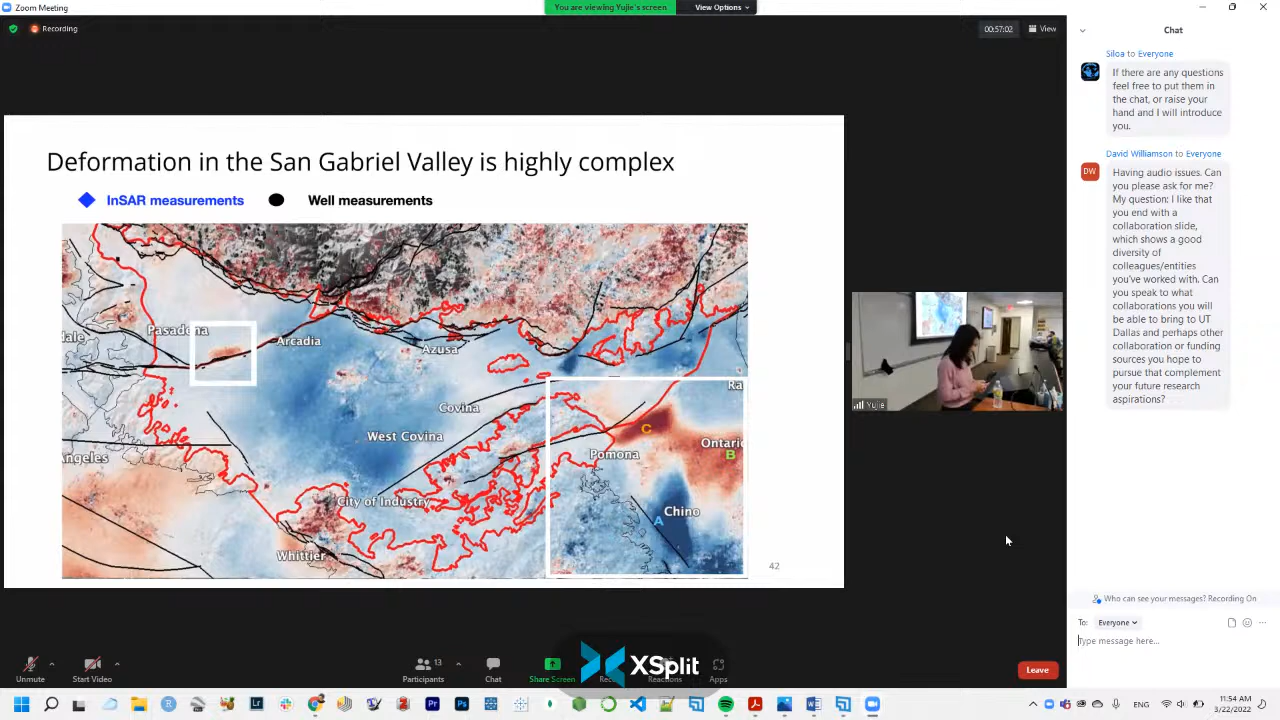 Zoom Meeting
You are viewing Yujie's screen
View Options
Recording
00:57:02
View
Chat
Siloa to Everyone
If there are any questions
feel free to put them in
the chat, or raise your
hand and I will introduce
you.
David Williamson to Everyone
DW
Having audio issues. Can
you please ask for me?
My question: I like that
you end with a
collaboration slide,
which shows a good
diversity of
colleagues/entities
you've worked with. Can
you speak to what
collaborations you will
be able to bring to UT
Dallas and perhaps other
collaboration or funding
sources you hope to
pursue that complement
your future research
aspirations?
Deformation in the San Gabriel Valley is highly complex
InSAR measurements
Well measurements
Pasadena
dale
Arcadia
Azusa
Ra
Covina
C
West Covina
Ontario
Angeles
Pomona
B
City of Industry
Chino
A
Whittier
42
Yujie
Who can see your messages? Recording On
To: Everyone
Type message here...
Unmute
Start Video
13
Participants
Chat
Share Screen
Rec
Reactions
Apps
XSplit
Leave
11:54 AM
3/22/2022